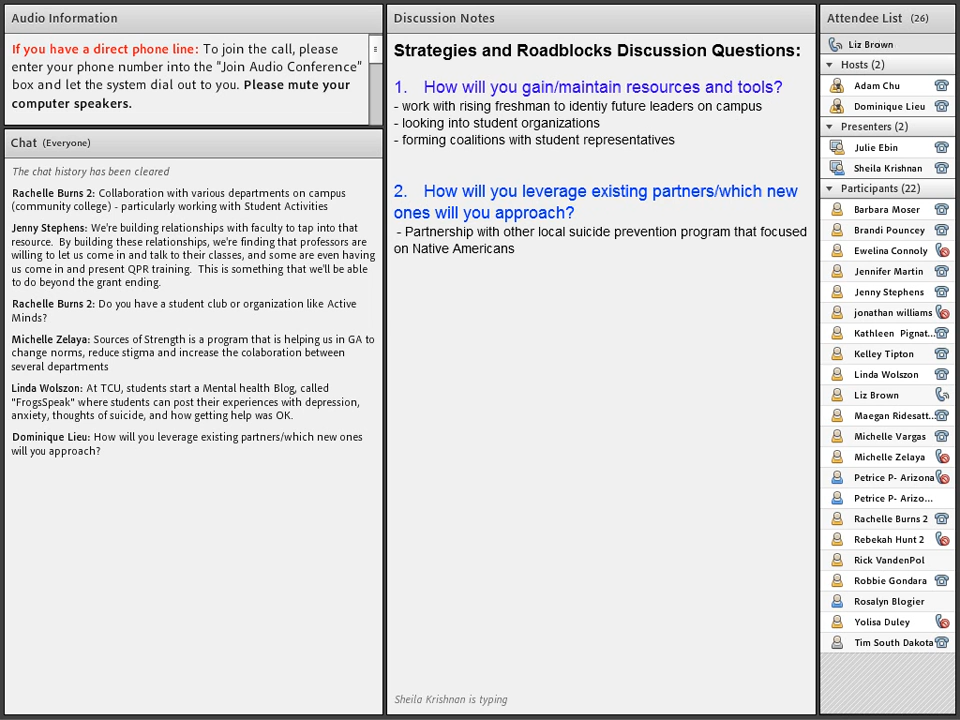 Audio Information
If you have a direct phone line: To join the call, please
enter your phone number into the "Join Audio Conference"
box and let the system dial out to you. Please mute your
computer speakers.
Chat (Everyone)
The chat history has been cleared
Rachelle Burns 2: Collaboration with various departments on campus
(community college) - particularly working with Student Activities
Jenny Stephens: We're building relationships with faculty to tap into that
resource. By building these relationships, we're finding that professors are
willing to let us come in and talk to their classes, and some are even having
us come in and present QPR training. This is something that we'll be able
to do beyond the grant ending.
Rachelle Burns 2: Do you have a student club or organization like Active
Minds?
Michelle Zelaya: Sources of Strength is a program that is helping us in GA to
change norms, reduce stigma and increase the colaboration between
several departments
Linda Wolszon: At TCU, students start a Mental health Blog, called
"FrogsSpeak" where students can post their experiences with depression,
anxiety, thoughts of suicide, and how getting help was OK.
Dominique Lieu: How will you leverage existing partners/which new ones
will you approach?
Discussion Notes
Strategies and Roadblocks Discussion Questions:
1. How will you gain/maintain resources and tools?
- work with rising freshman to identiy future leaders on campus
- looking into student organizations
- forming coalitions with student representatives
2. How will you leverage existing partners/which new
ones will you approach?
- Partnership with other local suicide prevention program that focused
on Native Americans
Sheila Krishnan is typing
Attendee List (26)
Liz Brown
Hosts (2)
Adam Chu
Dominique Lieu
Presenters (2)
Julie Ebin
Sheila Krishnan
Participants (22)
Barbara Moser
Brandi Pouncey
Ewelina Connoly
Jennifer Martin
Jenny Stephens
jonathan williams
Kathleen Pignat...
Kelley Tipton
Linda Wolszon
Liz Brown
Maegan Ridesatt...
Michelle Vargas
Michelle Zelaya
Petrice P- Arizona
Petrice P- Arizo...
Rachelle Burns 2
Rebekah Hunt 2
Rick VandenPol
Robbie Gondara
Rosalyn Blogier
Yolisa Duley
Tim South Dakota